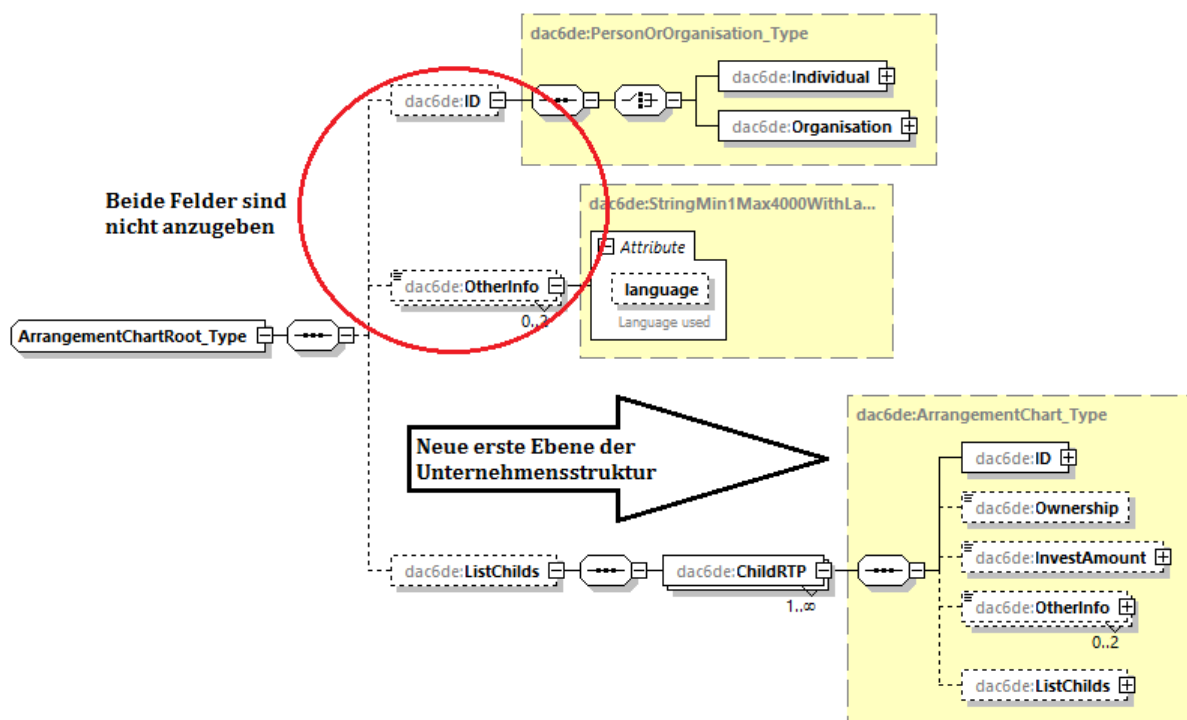 dac6de:PersonOrOrganisation_Type
dac6de:Individual
dac6de:ID
dac6de:Organisation
Beide Felder sind
nicht anzugeben
dac6de:StringMin1Max4000WithLa...
Attribute
language
Language used
dac6de:OtherInfo
0..2
ArrangementChartRoot_Type
dac6de:ArrangementChart_Type
Neue erste Ebene der
Unternehmensstruktur
dac6de:ID
dac6de:Ownership
dac6de:InvestAmount
dac6de:ListChilds
dac6de:ChildRTP
1..∞
dac6de:OtherInfo
0..2
dac6de:ListChilds